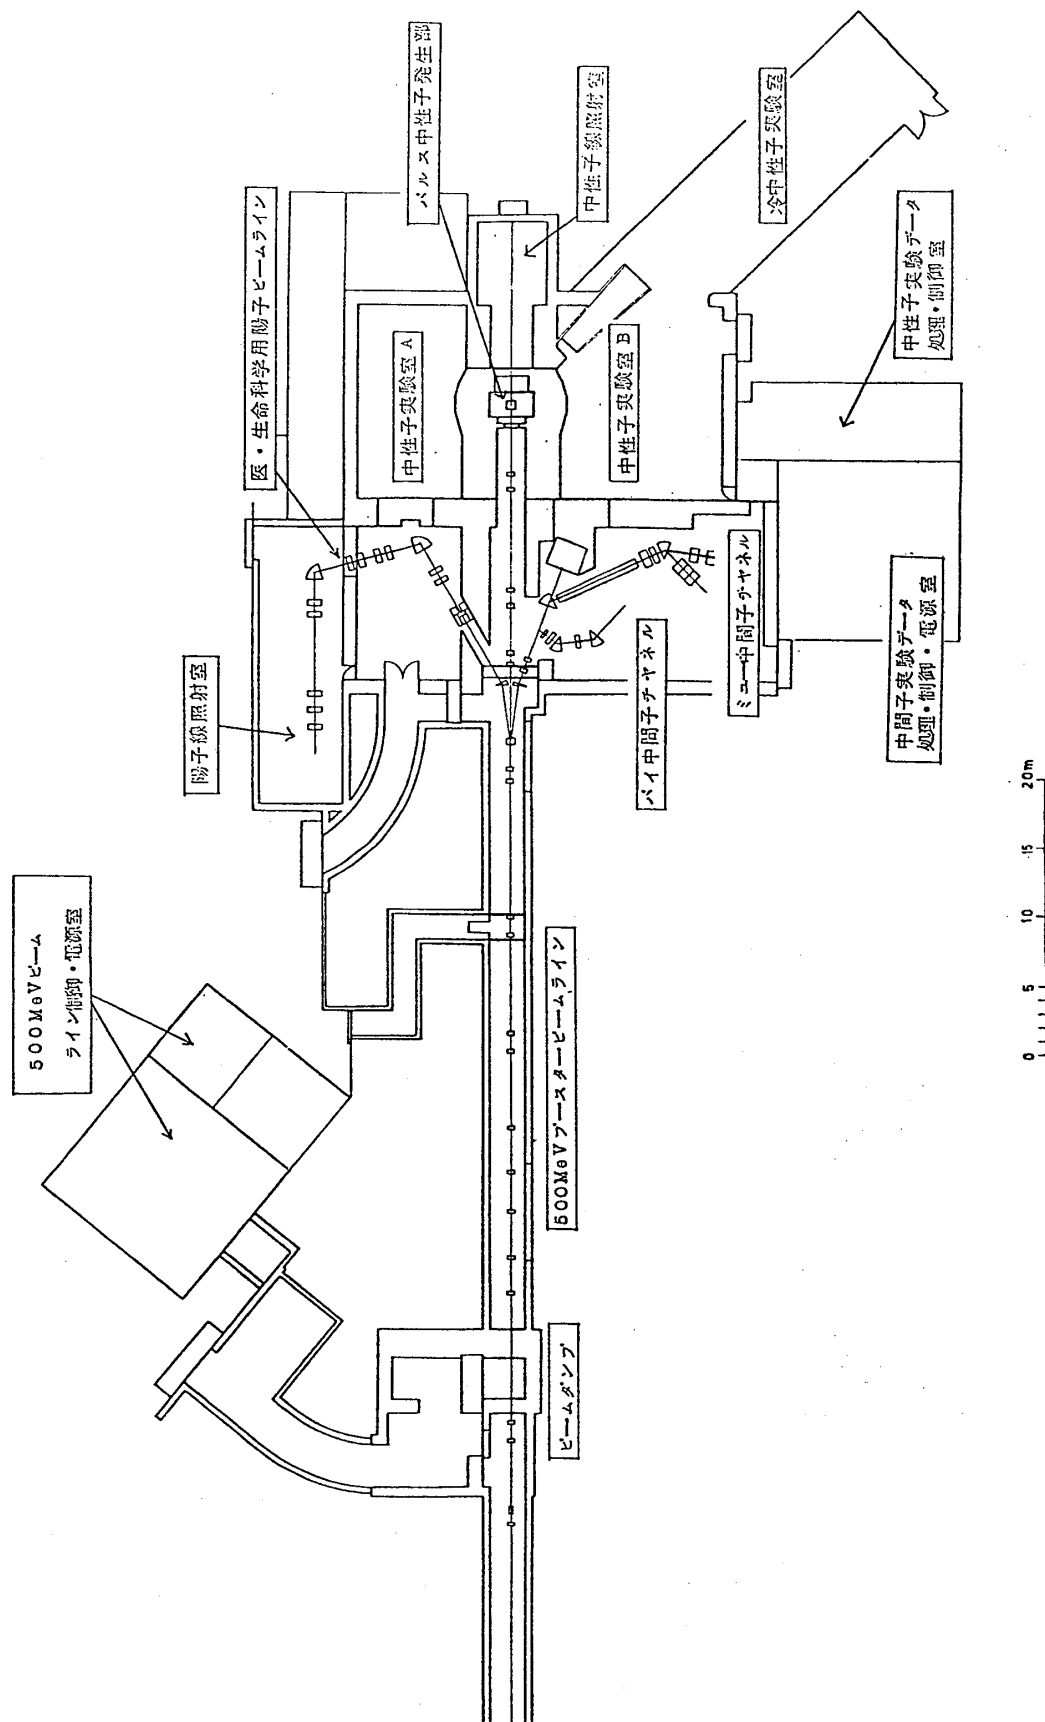 500MeVビーム
ライン制御・電源室
陽子線照射室
医・生命科学用陽子ビームライン
パルス中性子発生部
中性子線照射室
冷中性子実験室
中性子実験室A
中性子実験室B
中性子実験データ
処理・制御室
パイ中間子チヤネル
ミュー中間子チヤネル
中間子実験データ
処理・制御・電源室
500MeVブースタービームライン
ビームダンプ
0 5 10 15 20m